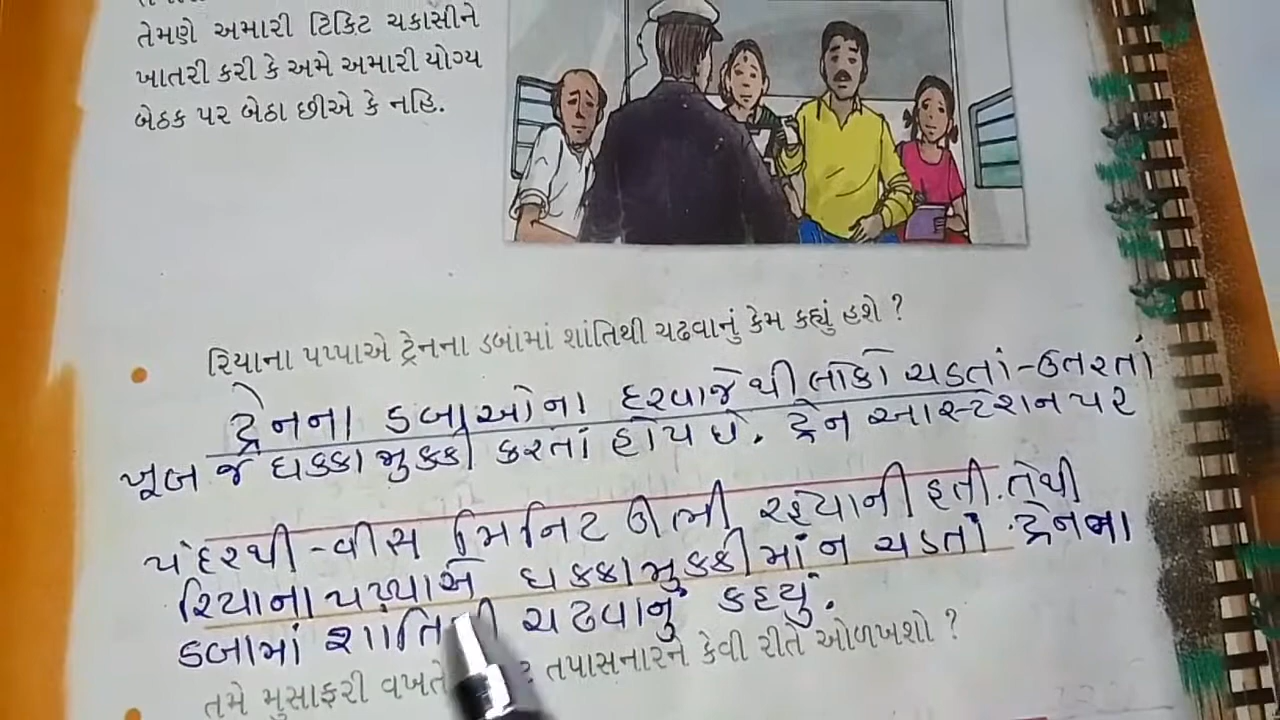 તેમણે અમારી ટિકિટ ચકાસીને
ખાતરી કરી કે અમે અમારી યોગ્ય
બેઠક પર બેઠા છીએ કે નહિ.
રિયાના પપ્પાએ ટ્રેનના ડબામાં શાંતિથી ચઢવાનું કેમ કહ્યું હશે ?
ટ્રેનના ડબાઓના દરવાજેથી લોકો ચડતાં-ઉતરતાં
ખૂબ જ ધક્કામુક્કી કરતાં હોય છે. ટ્રેન આસ્ટેશન પર
પંદરથી-વીસ મિનિટ ઊભી રહેવાની હતી. તેથી
રિયાના પપ્પાએ ધક્કામુક્કીમાં ન ચડતાં ટ્રેનના
ડબામાં શાંતિથી ચઢવાનું કહ્યું.
તમે મુસાફરી વખતે તપાસનારને કેવી રીતે ઓળખશો ?